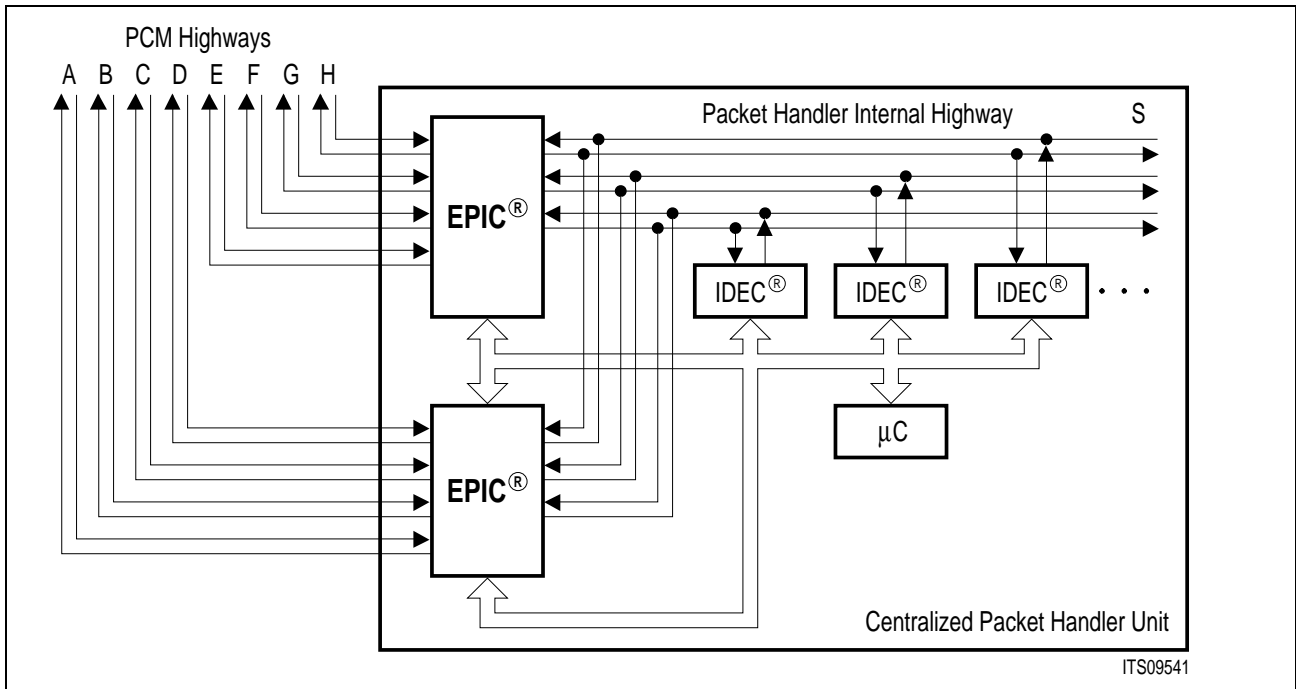 PCM Highways
A B C D E F G H
Packet Handler Internal Highway S
EPIC®
IDEC® IDEC® IDEC® . . .
EPIC®
µC
Centralized Packet Handler Unit
ITS09541